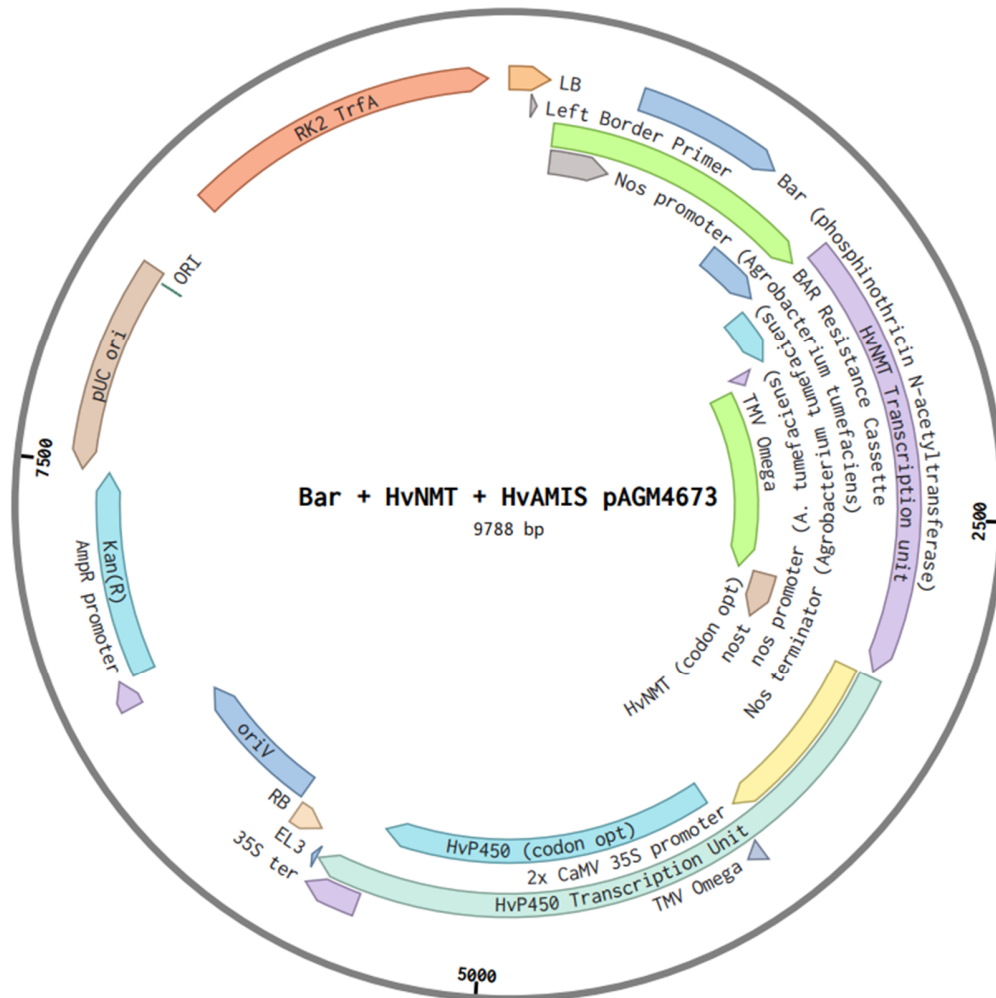 LB
Left Border Primer
Bar (phosphinothricin N-acetyltransferase)
Nos promoter (Agrobacterium tumefaciens)
BAR Resistance Cassette
HvNMT Transcription unit
Nos terminator (Agrobacterium tumefaciens)
nos promoter (A. tumefaciens)
TMV Omega
HvNMT (codon opt)
nost
2500
Bar + HvNMT + HvAMIS pAGM4673
9788 bp
2x CaMV 35S promoter
HvP450 Transcription Unit
TMV Omega
HvP450 (codon opt)
5000
35S ter
EL3
RB
oriV
AmpR promoter
Kan(R)
7500
pUC ori
ORI
RK2 TrfA